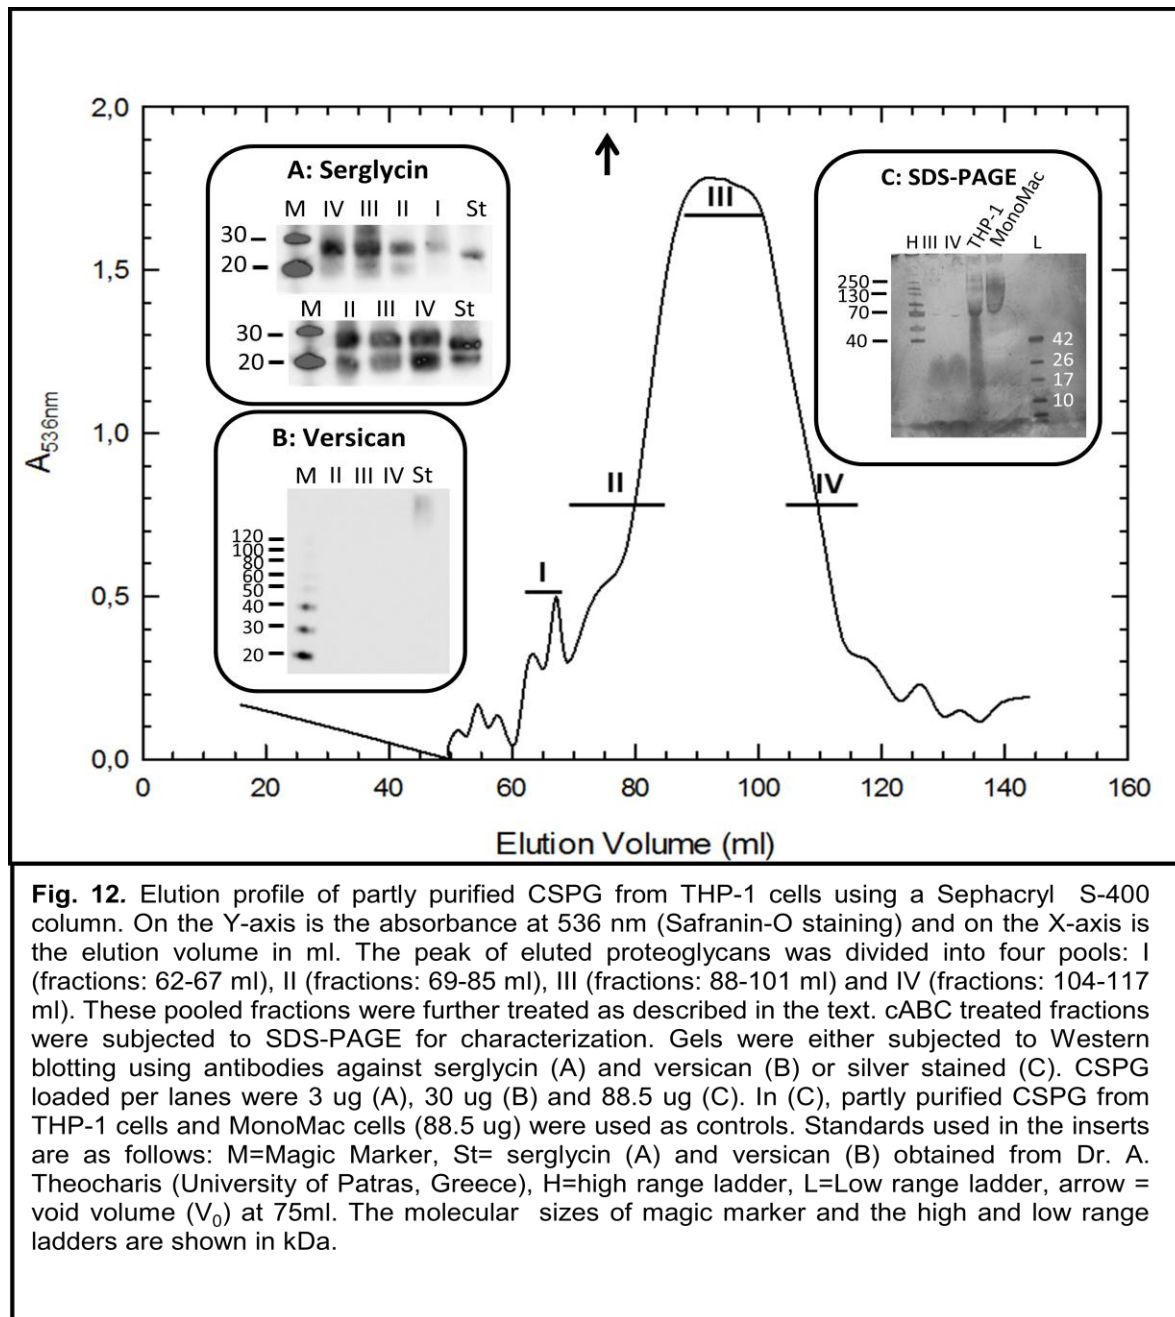 2,0
1,5
1,0
0,5
0,0
A536nm
0 20 40 60 80 100 120 140 160
Elution Volume (ml)
I
II
III
IV
A: Serglycin
M IV III II I St
30
20
M II III IV St
30
20
B: Versican
M II III IV St
120
100
80
60
50
40
30
20
C: SDS-PAGE
H III IV THP-1 MonoMac L
250
130
70
40
42
26
17
10
Fig. 12. Elution profile of partly purified CSPG from THP-1 cells using a Sephacryl S-400
column. On the Y-axis is the absorbance at 536 nm (Safranin-O staining) and on the X-axis is
the elution volume in ml. The peak of eluted proteoglycans was divided into four pools: I
(fractions: 62-67 ml), II (fractions: 69-85 ml), III (fractions: 88-101 ml) and IV (fractions: 104-117
ml). These pooled fractions were further treated as described in the text. cABC treated fractions
were subjected to SDS-PAGE for characterization. Gels were either subjected to Western
blotting using antibodies against serglycin (A) and versican (B) or silver stained (C). CSPG
loaded per lanes were 3 ug (A), 30 ug (B) and 88.5 ug (C). In (C), partly purified CSPG from
THP-1 cells and MonoMac cells (88.5 ug) were used as controls. Standards used in the inserts
are as follows: M=Magic Marker, St= serglycin (A) and versican (B) obtained from Dr. A.
Theocharis (University of Patras, Greece), H=high range ladder, L=Low range ladder, arrow =
void volume (V0) at 75ml. The molecular sizes of magic marker and the high and low range
ladders are shown in kDa.